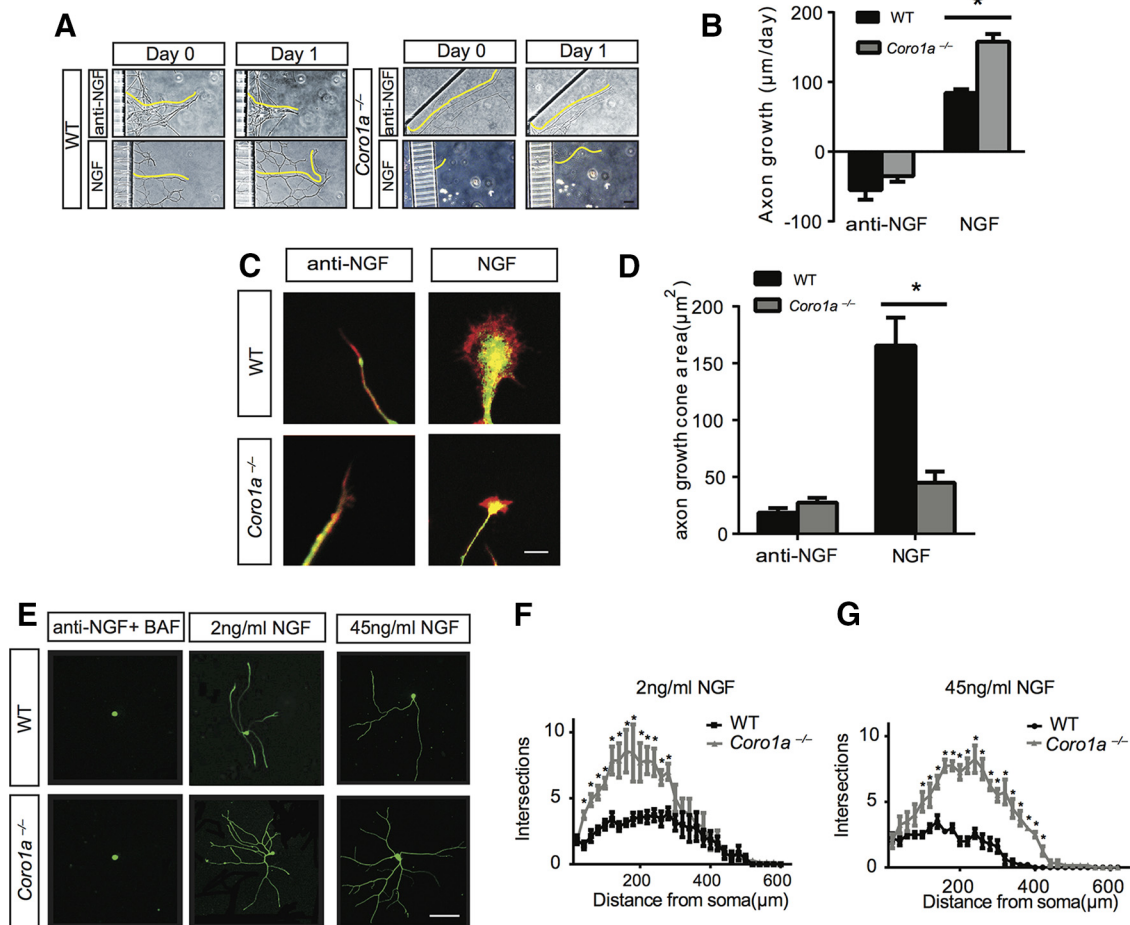 A
Day 0
Day 1
Day 0
Day 1
WT
anti-NGF
NGF
Coro1a –/–
anti-NGF
NGF
B
WT
Coro1a –/–
*
Axon growth (μm/day)
200
100
0
-100
anti-NGF
NGF
C
anti-NGF
NGF
WT
Coro1a –/–
D
WT
Coro1a –/–
*
axon growth cone area(μm2)
200
150
100
50
0
anti-NGF
NGF
E
anti-NGF+ BAF
2ng/ml NGF
45ng/ml NGF
WT
Coro1a –/–
F
2ng/ml NGF
WT
Coro1a –/–
Intersections
10
5
0
200
400
600
Distance from soma(μm)
G
45ng/ml NGF
WT
Coro1a –/–
Intersections
10
5
0
200
400
600
Distance from soma(μm)